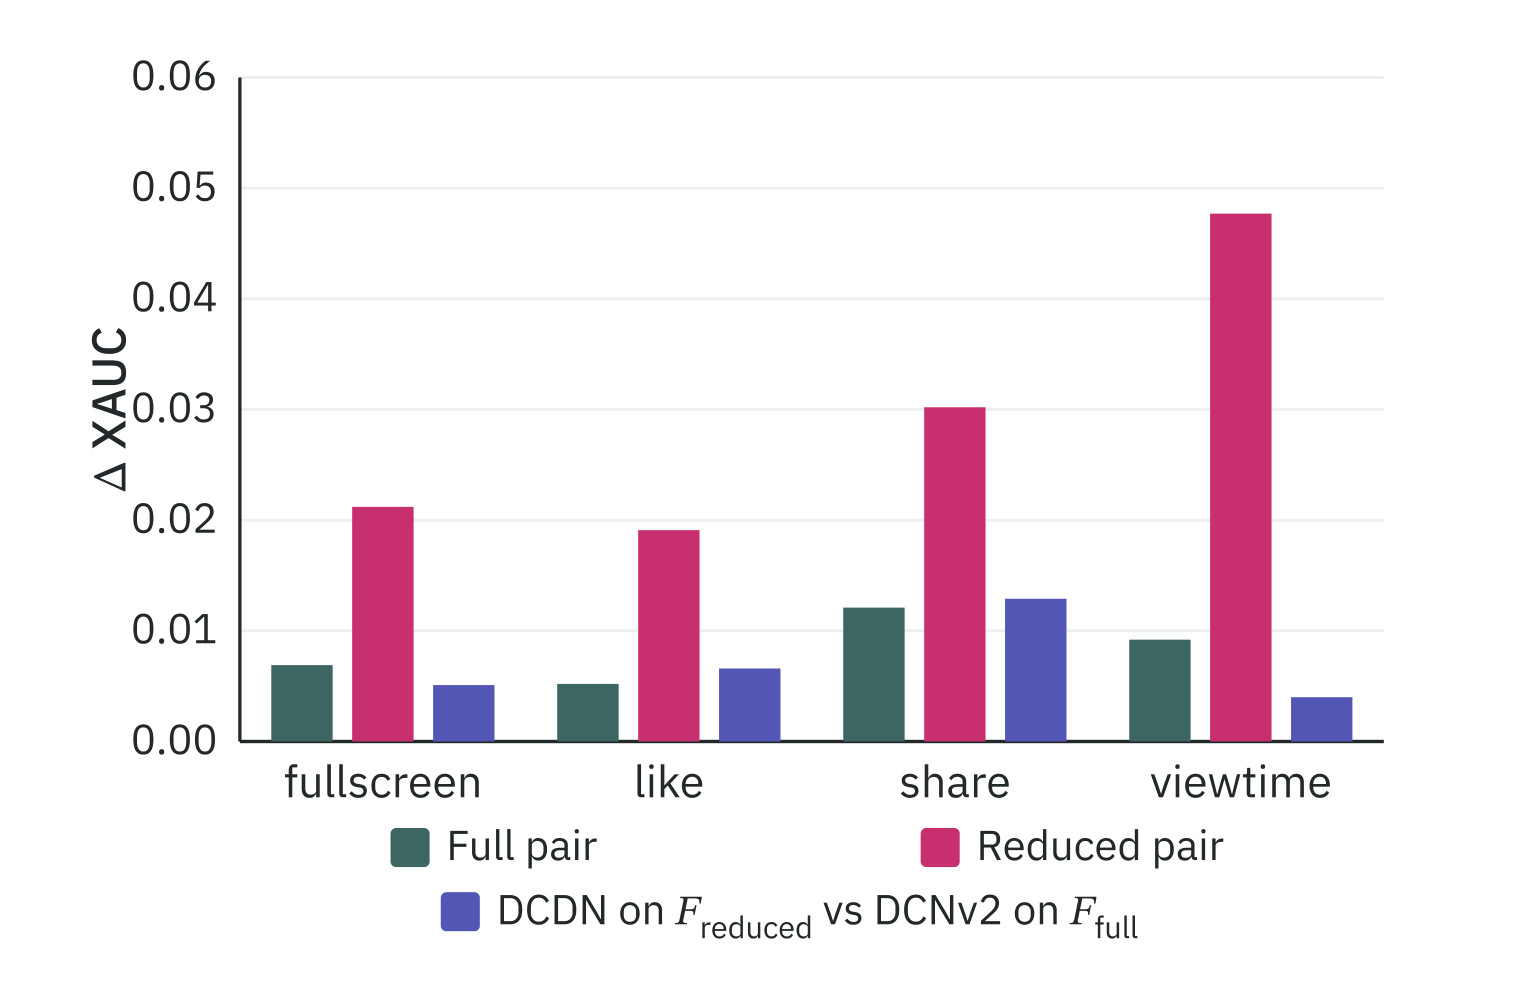 Δ XAUC
0.06
0.05
0.04
0.03
0.02
0.01
0.00
fullscreen like share viewtime
Full pair Reduced pair
DCDN on F_reduced vs DCNv2 on F_full